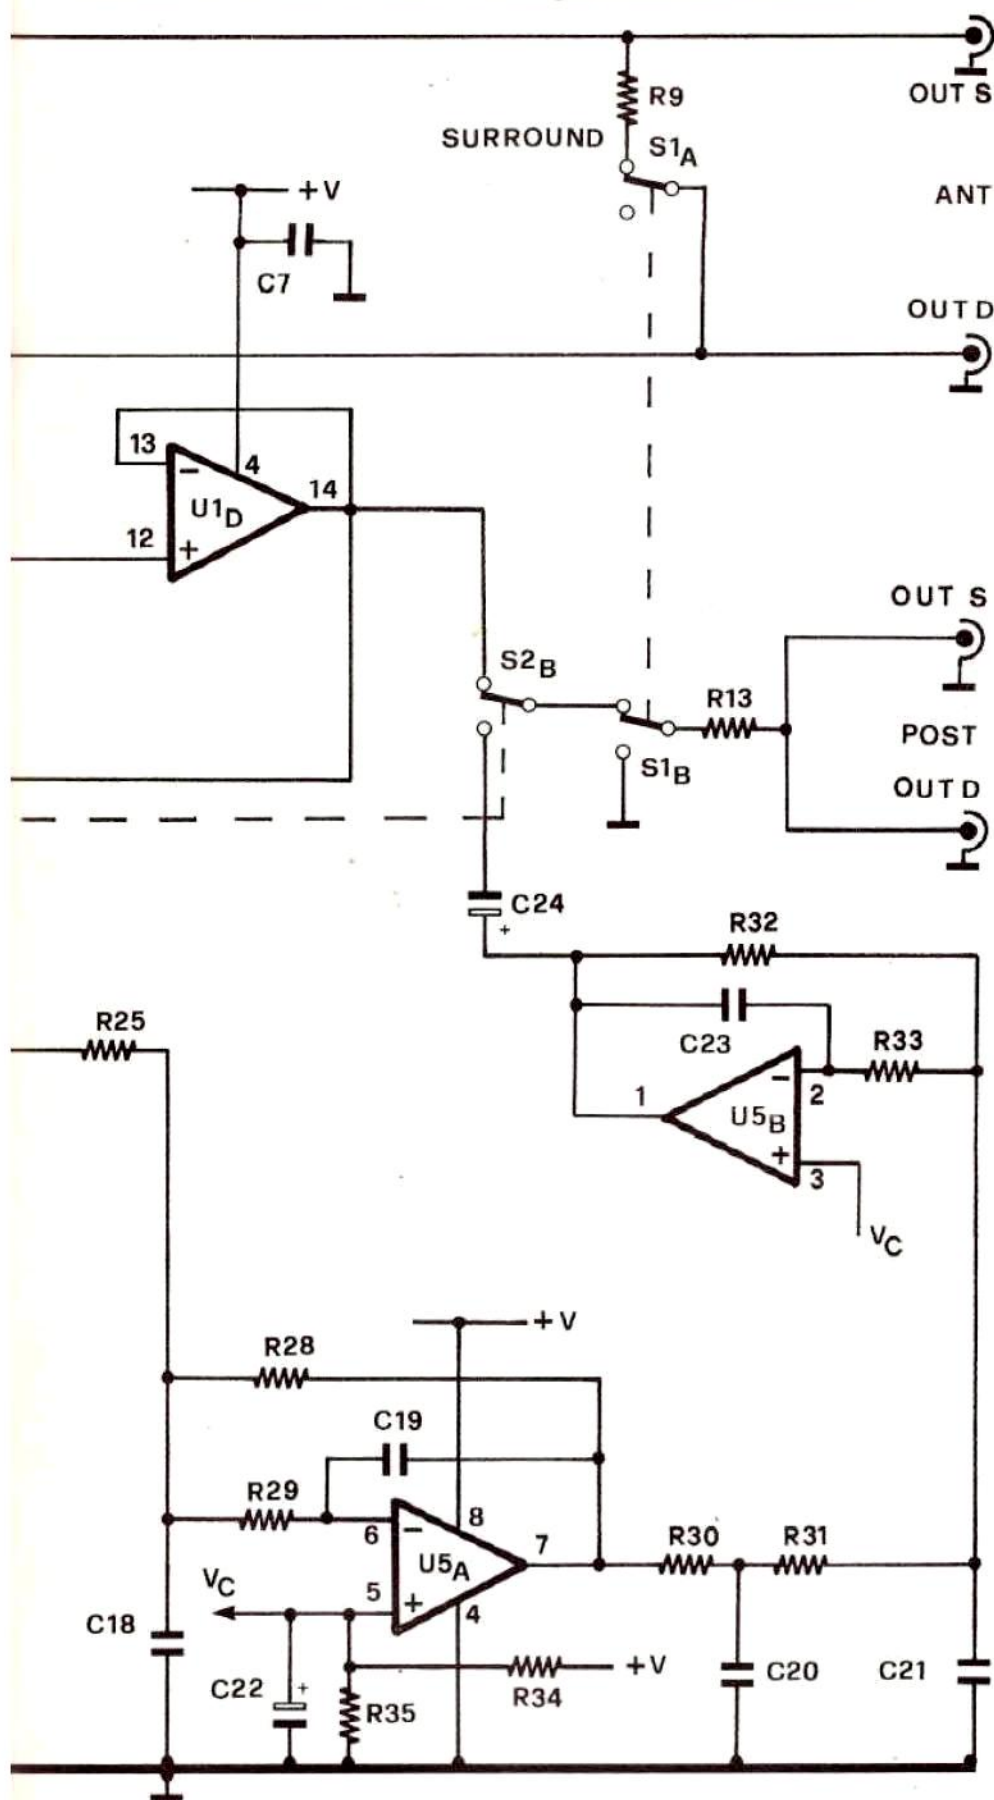 R9
OUT S
SURROUND
S1A
ANT
+V
C7
OUT D
13
4
14
U1D
12
−
+
OUT S
S2B
R13
POST
S1B
OUT D
C24
+
R32
R25
C23
R33
1
−
2
U5B
+
3
VC
+V
R28
C19
R29
6
−
8
7
R30
R31
U5A
VC
5
+
4
C18
+V
C20
C21
C22
+
R34
R35